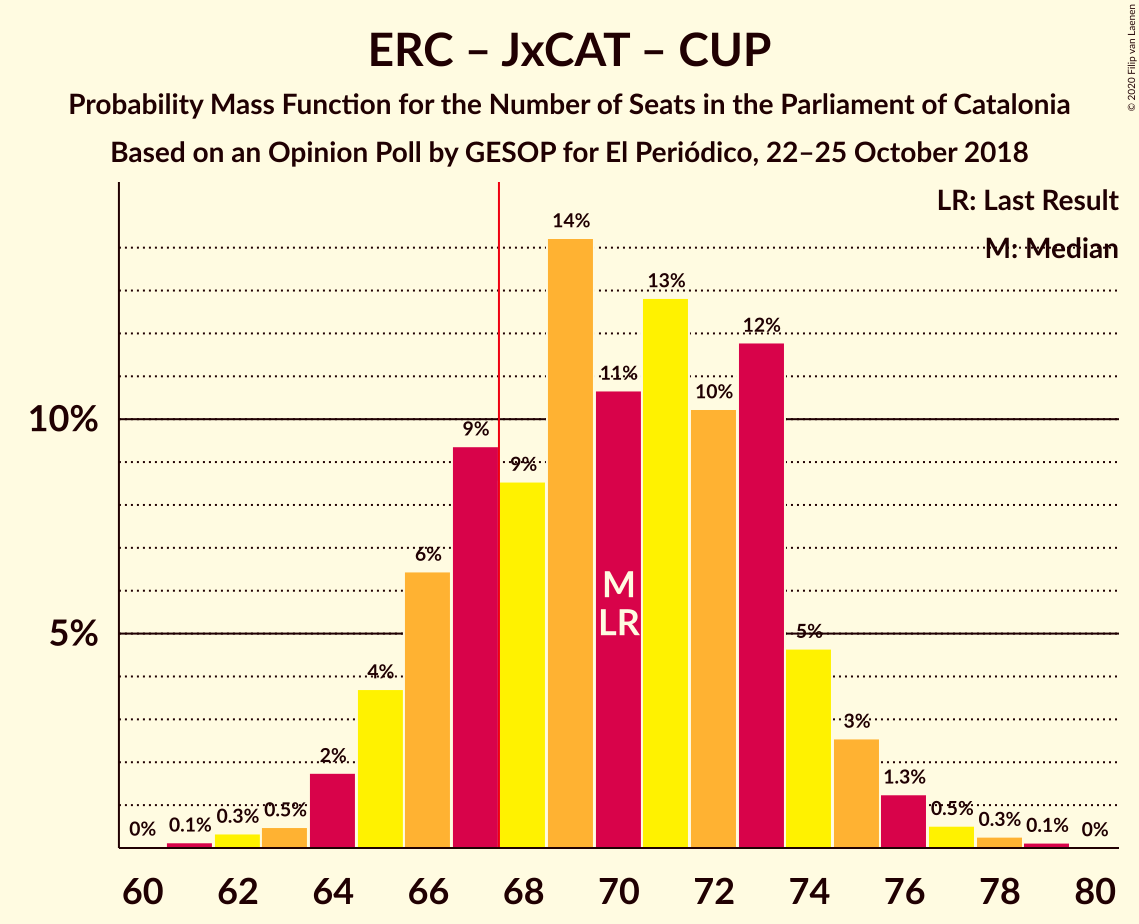 ERC – JxCAT – CUP
Probability Mass Function for the Number of Seats in the Parliament of Catalonia
Based on an Opinion Poll by GESOP for El Periódico, 22–25 October 2018
© 2020 Filip van Laenen
LR: Last Result
M: Median
10%
5%
0%
0.1%
0.3%
0.5%
2%
4%
6%
9%
9%
14%
11%
13%
10%
12%
5%
3%
1.3%
0.5%
0.3%
0.1%
0%
M
LR
60 62 64 66 68 70 72 74 76 78 80